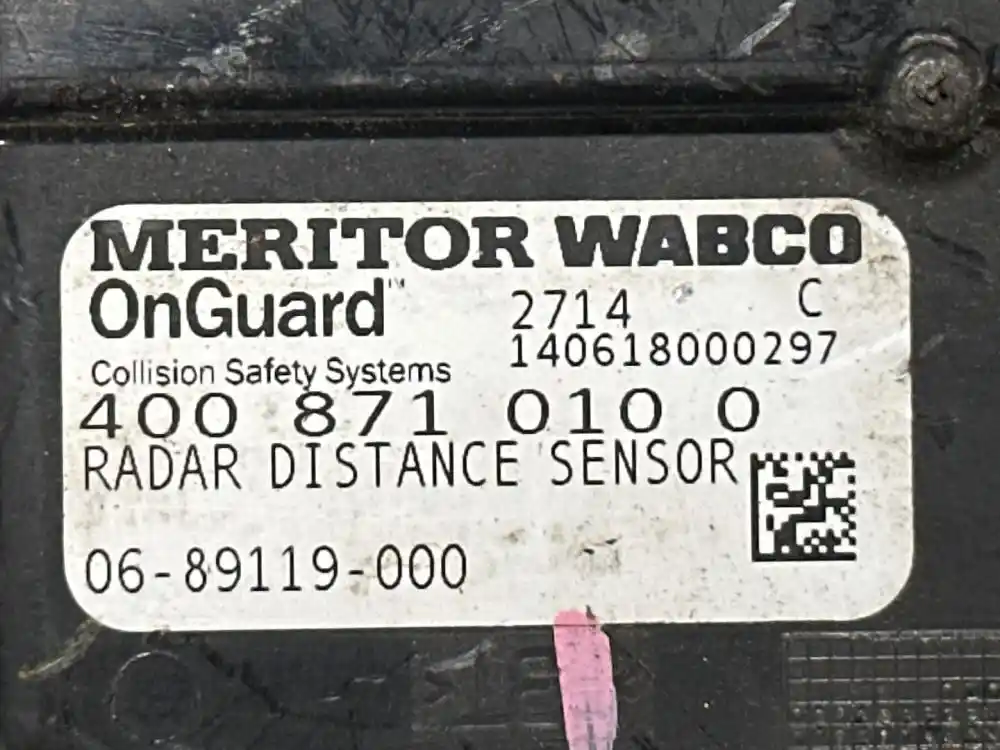 MERITOR WABCO
OnGuard™
2714 C
140618000297
Collision Safety Systems
400 871 010 0
RADAR DISTANCE SENSOR
06-89119-000